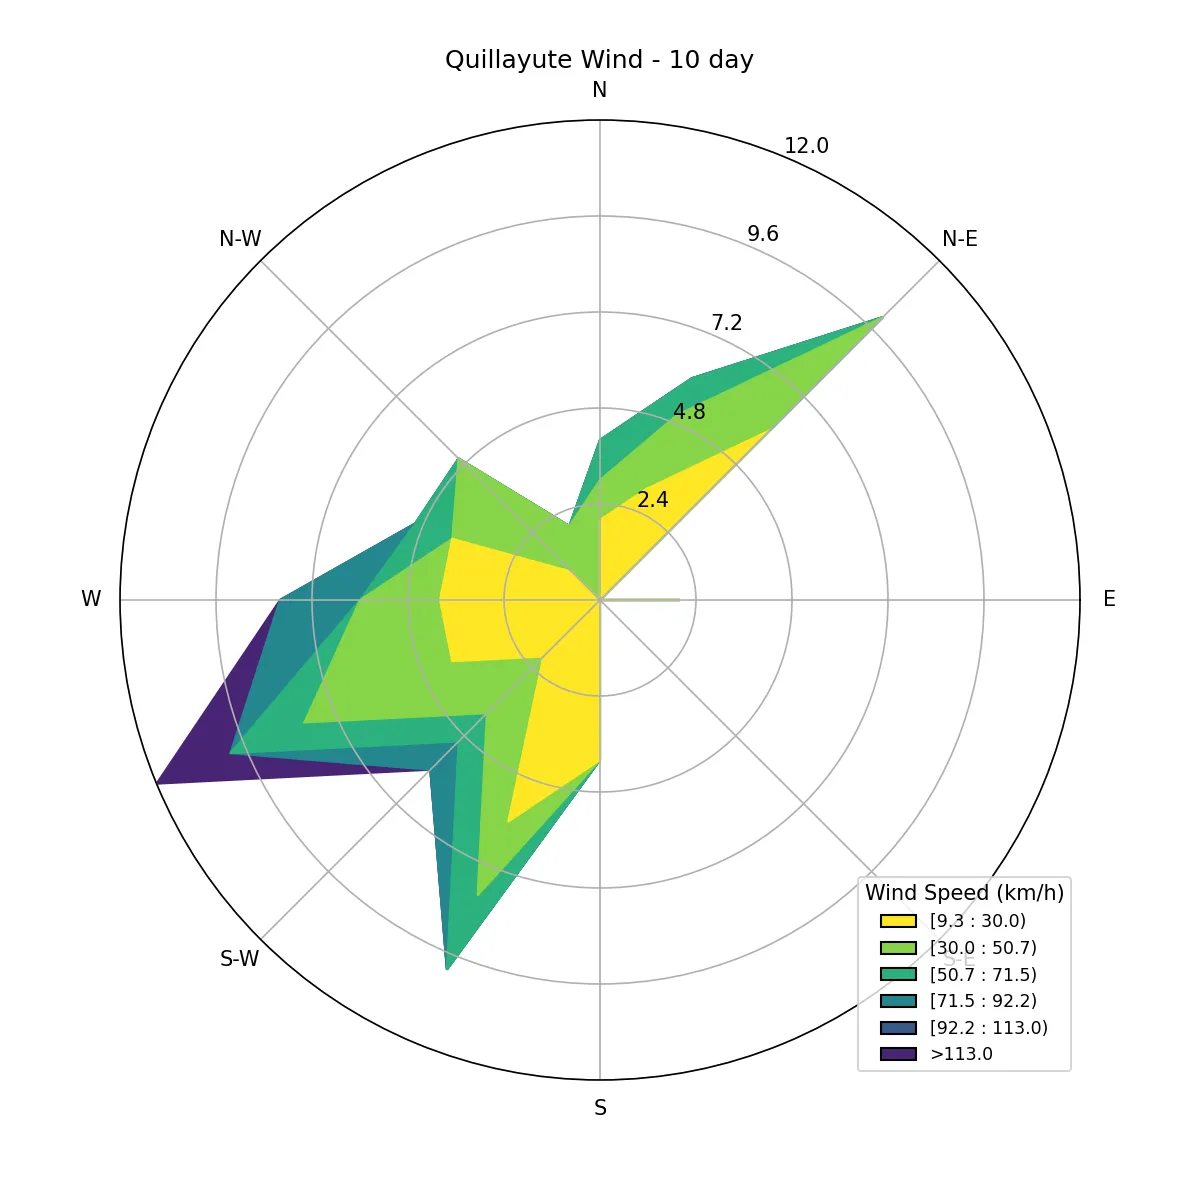 Quillayute Wind - 10 day
N
12.0
N-W
9.6
N-E
7.2
4.8
2.4
W
E
S-W
S-E
Wind Speed (km/h)
[9.3 : 30.0)
[30.0 : 50.7)
[50.7 : 71.5)
[71.5 : 92.2)
[92.2 : 113.0)
>113.0
S